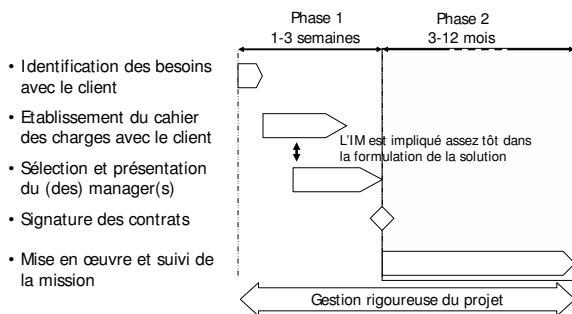 Phase 1
1-3 semaines
Phase 2
3-12 mois
• Identification des besoins
avec le client
• Etablissement du cahier
des charges avec le client
L'IM est impliqué assez tôt dans
la formulation de la solution
• Sélection et présentation
du (des) manager(s)
• Signature des contrats
• Mise en œuvre et suivi de
la mission
Gestion rigoureuse du projet